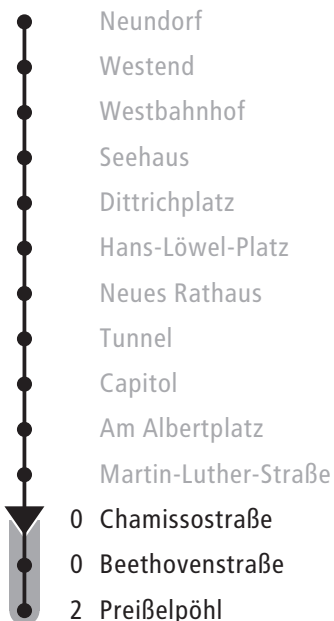 Neundorf
Westend
Westbahnhof
Seehaus
Dittrichplatz
Hans-Löwel-Platz
Neues Rathaus
Tunnel
Capitol
Am Albertplatz
Martin-Luther-Straße
0 Chamissostraße
0 Beethovenstraße
2 Preißelpöhl